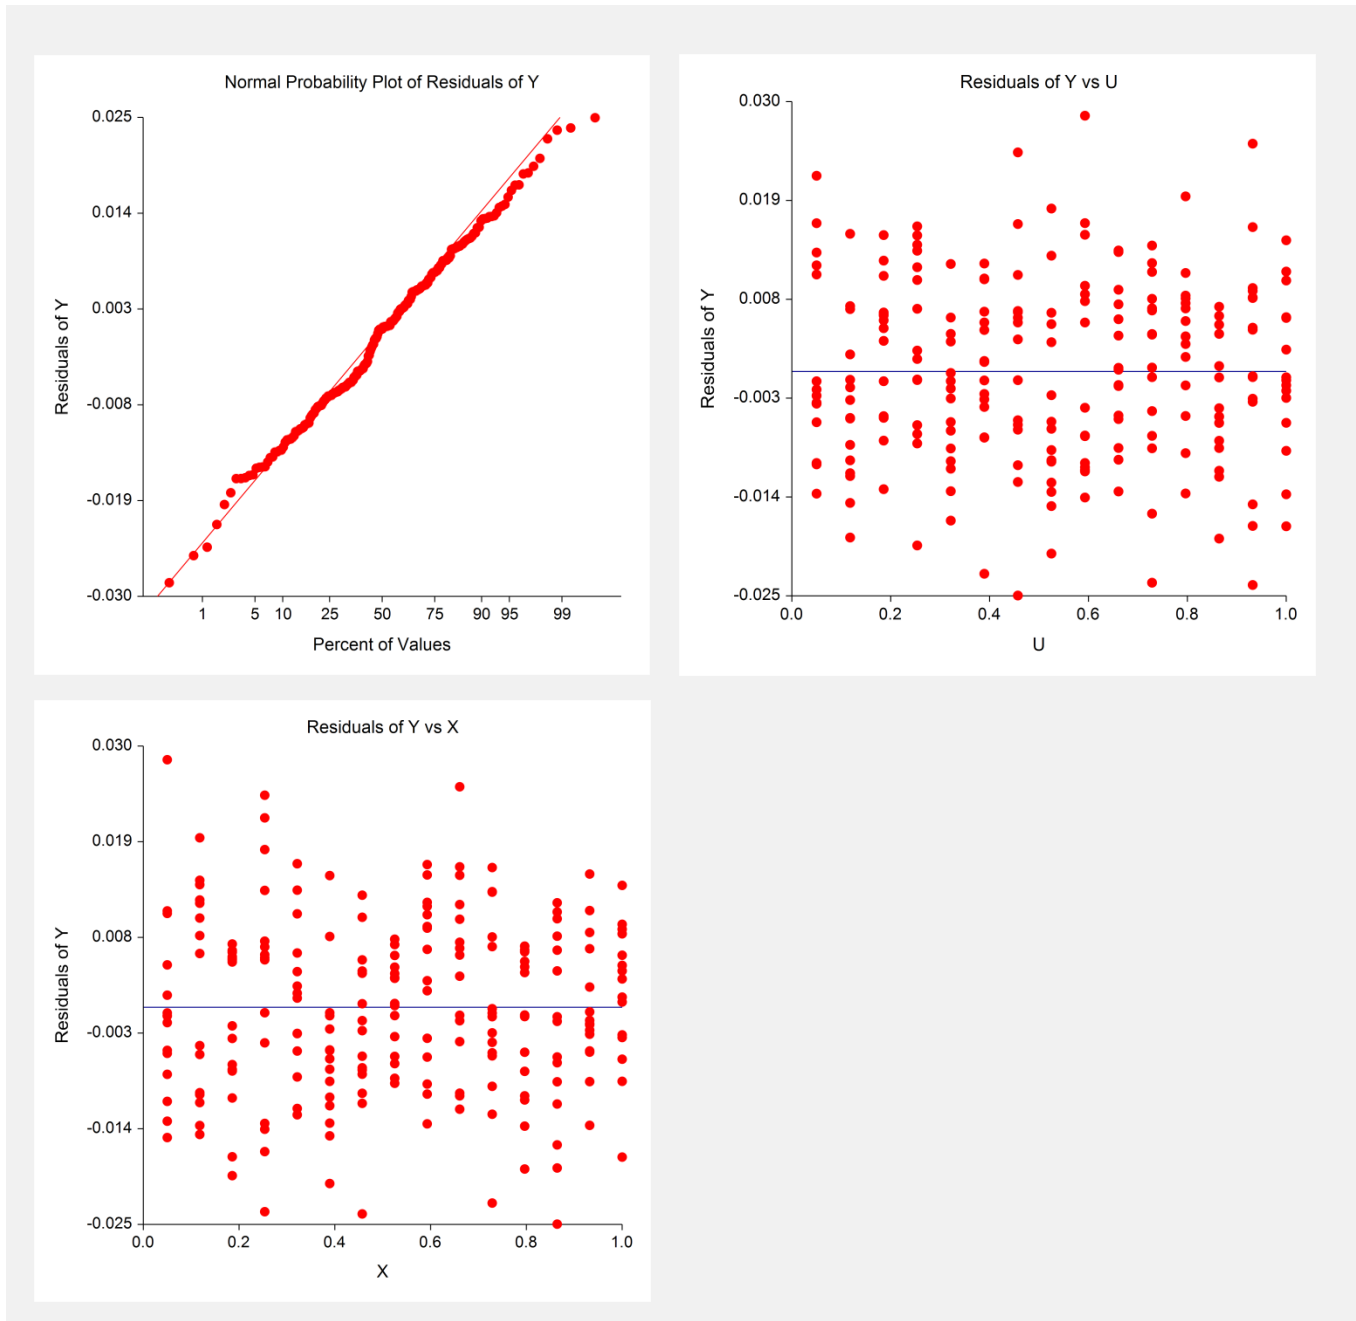 Normal Probability Plot of Residuals of Y
0.025
0.014
0.003
-0.008
-0.019
-0.030
Residuals of Y
1 5 10 25 50 75 90 95 99
Percent of Values
Residuals of Y vs U
0.030
0.019
0.008
-0.003
-0.014
-0.025
Residuals of Y
0.0 0.2 0.4 0.6 0.8 1.0
U
Residuals of Y vs X
0.030
0.019
0.008
-0.003
-0.014
-0.025
Residuals of Y
0.0 0.2 0.4 0.6 0.8 1.0
X